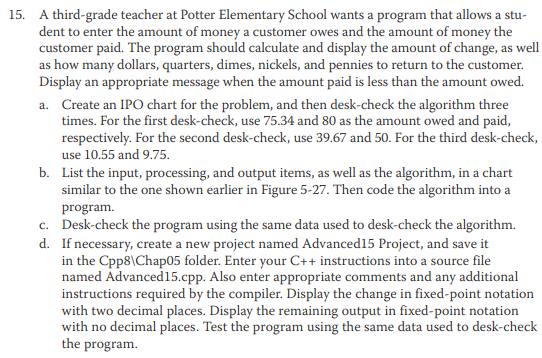 15. A third-grade teacher at Potter Elementary School wants a program that allows a stu-
dent to enter the amount of money a customer owes and the amount of money the
customer paid. The program should calculate and display the amount of change, as well
as how many dollars, quarters, dimes, nickels, and pennies to return to the customer.
Display an appropriate message when the amount paid is less than the amount owed.
a. Create an IPO chart for the problem, and then desk-check the algorithm three
times. For the first desk-check, use 75.34 and 80 as the amount owed and paid,
respectively. For the second desk-check, use 39.67 and 50. For the third desk-check,
use 10.55 and 9.75.
b. List the input, processing, and output items, as well as the algorithm, in a chart
similar to the one shown earlier in Figure 5-27. Then code the algorithm into a
program.
c. Desk-check the program using the same data used to desk-check the algorithm.
d. If necessary, create a new project named Advanced15 Project, and save it
in the Cpp8\Chap05 folder. Enter your C++ instructions into a source file
named Advanced15.cpp. Also enter appropriate comments and any additional
instructions required by the compiler. Display the change in fixed-point notation
with two decimal places. Display the remaining output in fixed-point notation
with no decimal places. Test the program using the same data used to desk-check
the program.